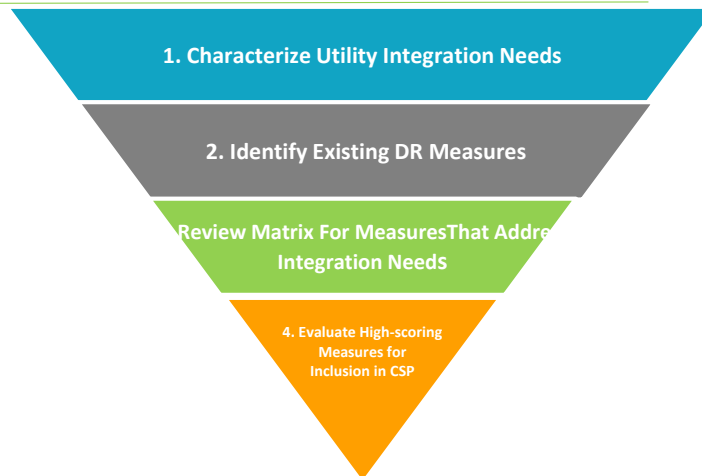 1. Characterize Utility Integration Needs
2. Identify Existing DR Measures
Review Matrix For MeasuresThat Addre
Integration Needs
4. Evaluate High-scoring
Measures for
Inclusion in CSP